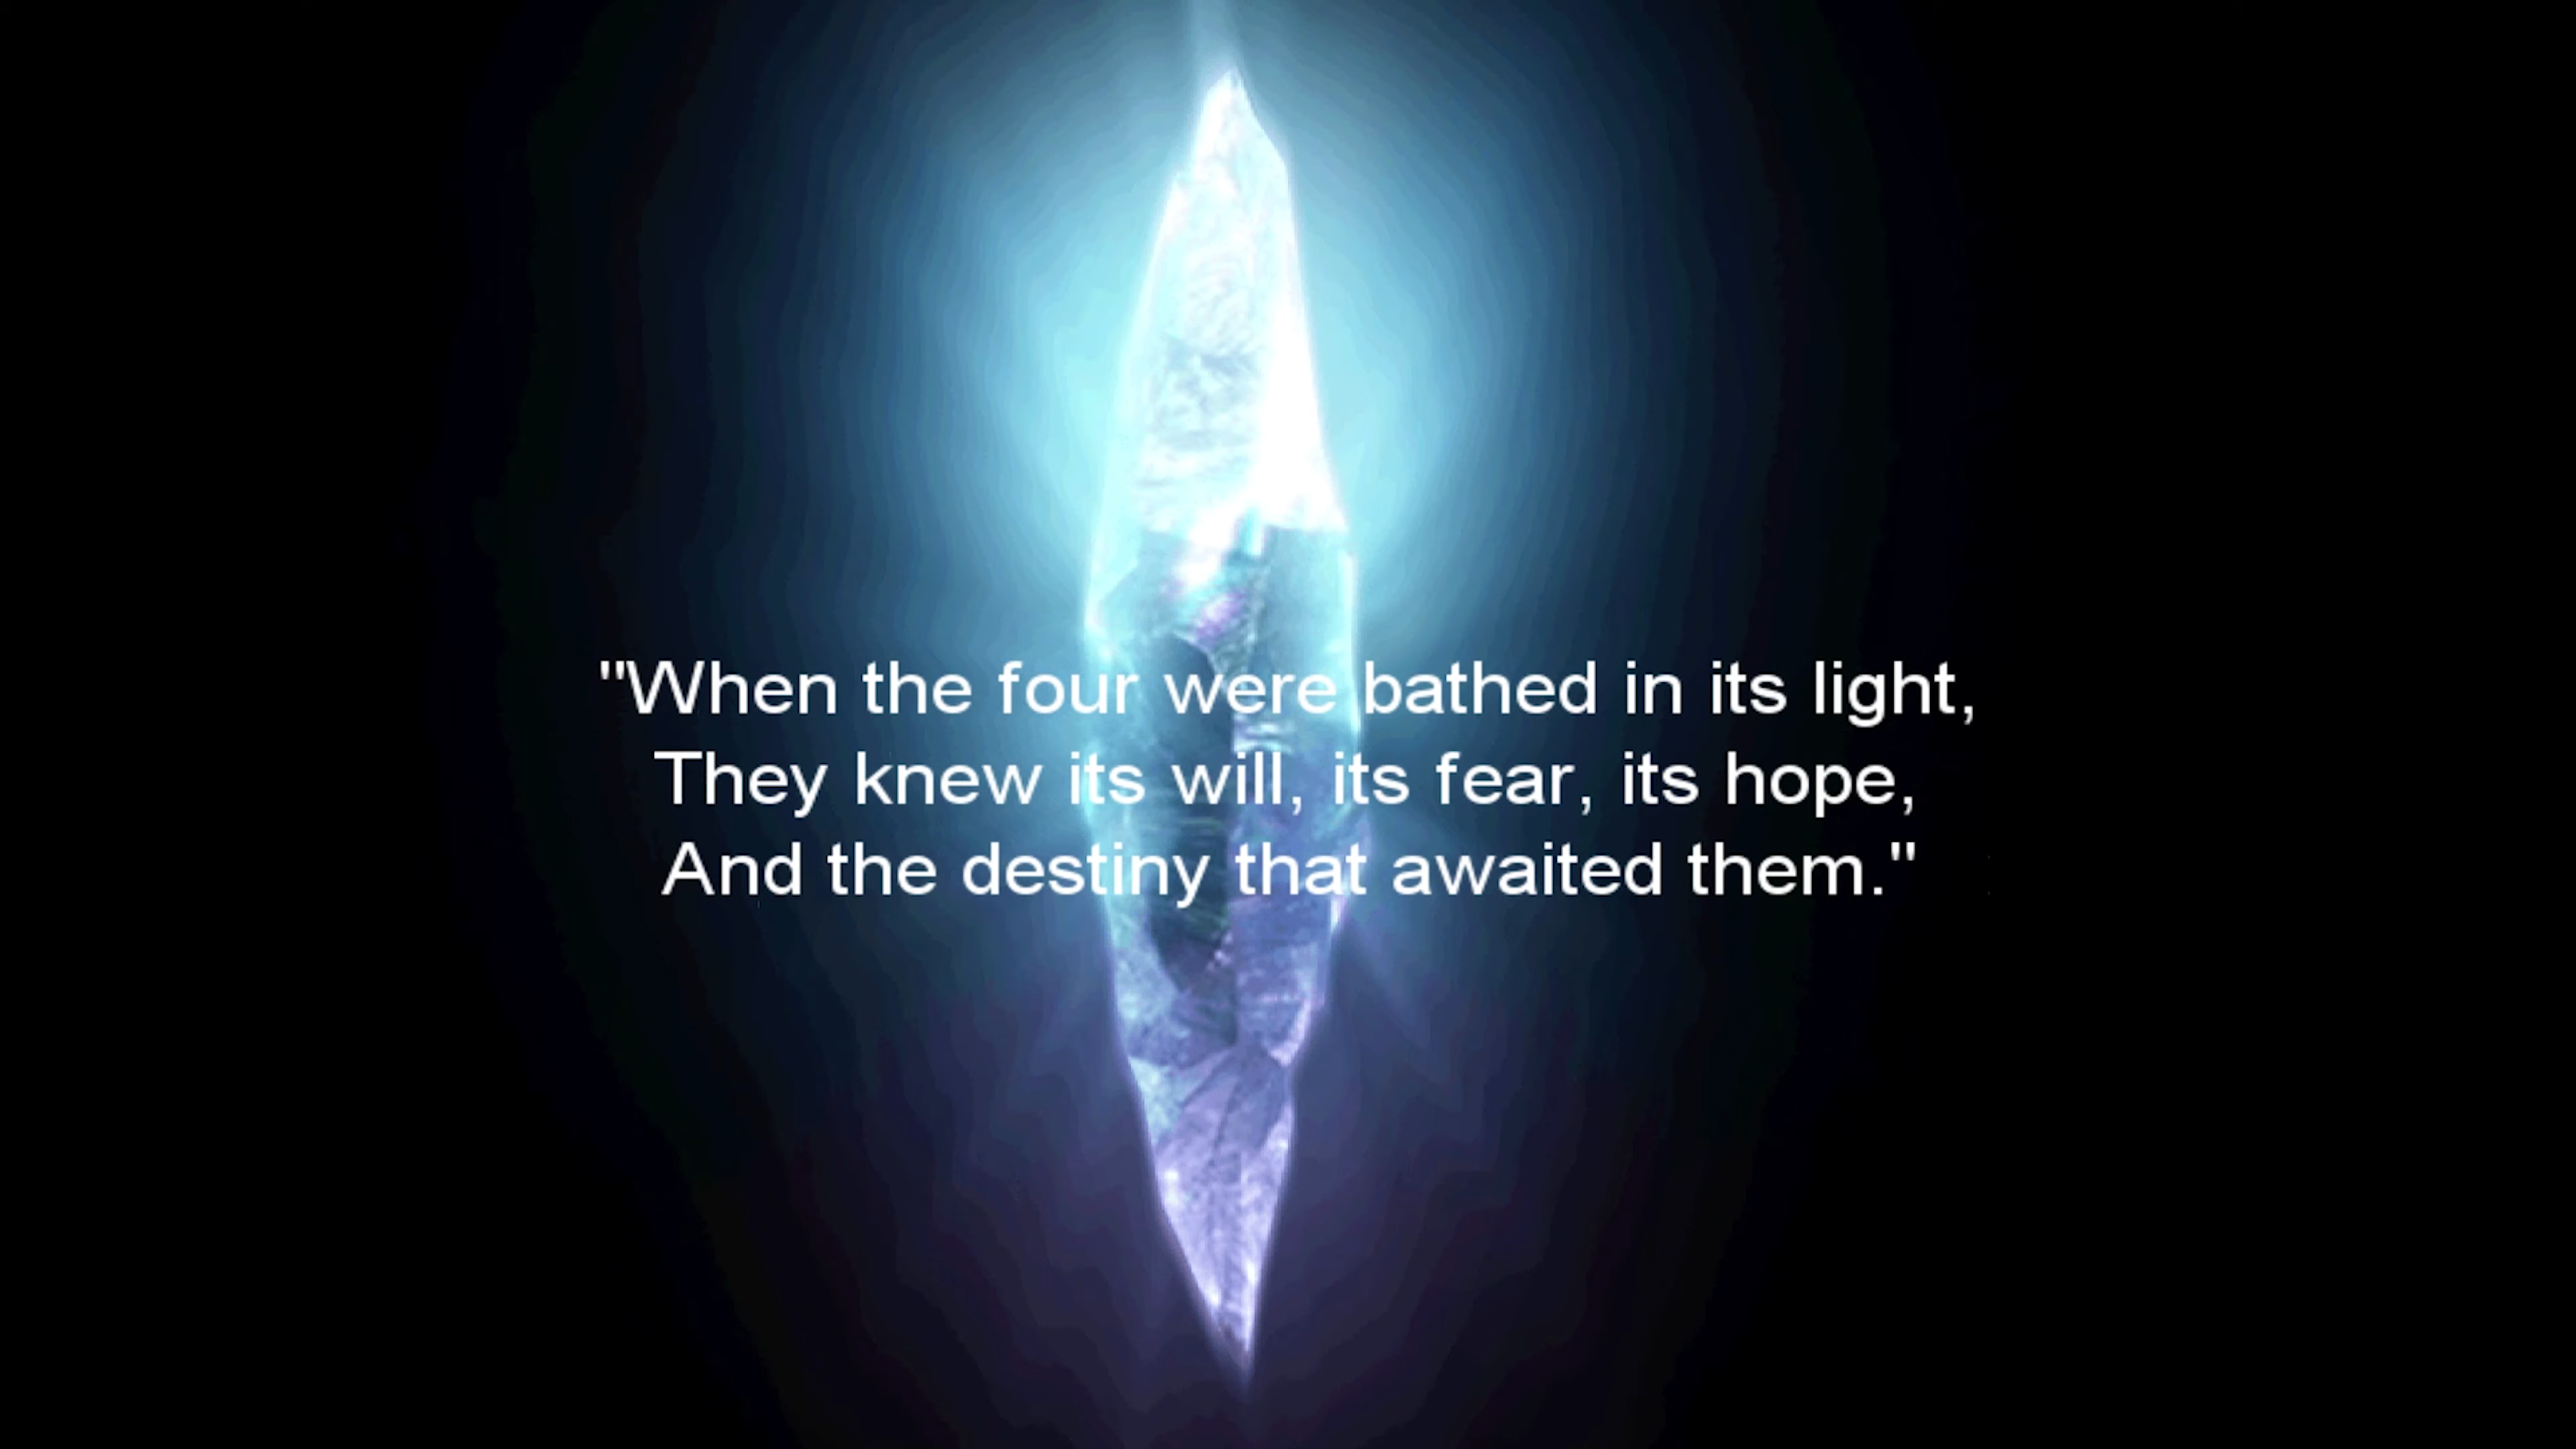 "When the four were bathed in its light,
They knew its will, its fear, its hope,
And the destiny that awaited them."